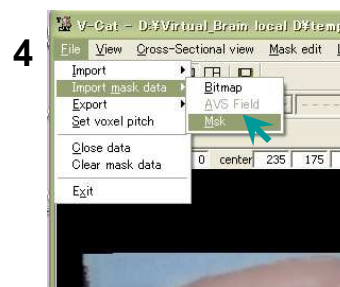 4
V-Cat - D:¥Virtual_Brain local D¥temp
File View Cross-Sectional view Mask edit
Import
Import mask data
Export
Set voxel pitch
Close data
Clear mask data
Exit
Bitmap
AVS Field
Msk
0 center 235 175